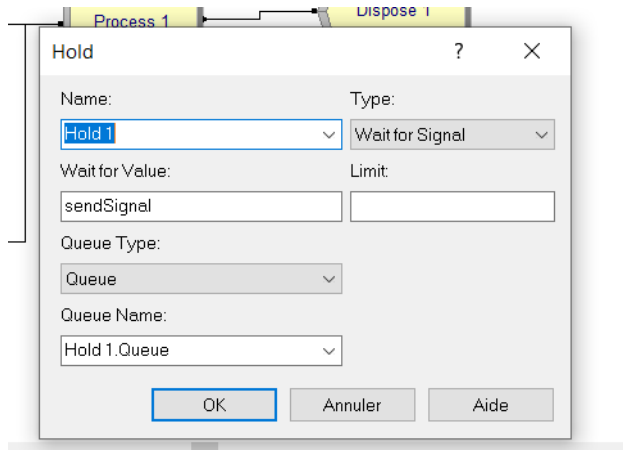 Process 1
Dispose 1
Hold
?
Name:
Type:
Hold 1
Wait for Signal
Wait for Value:
Limit:
sendSignal
Queue Type:
Queue
Queue Name:
Hold 1.Queue
OK
Annuler
Aide